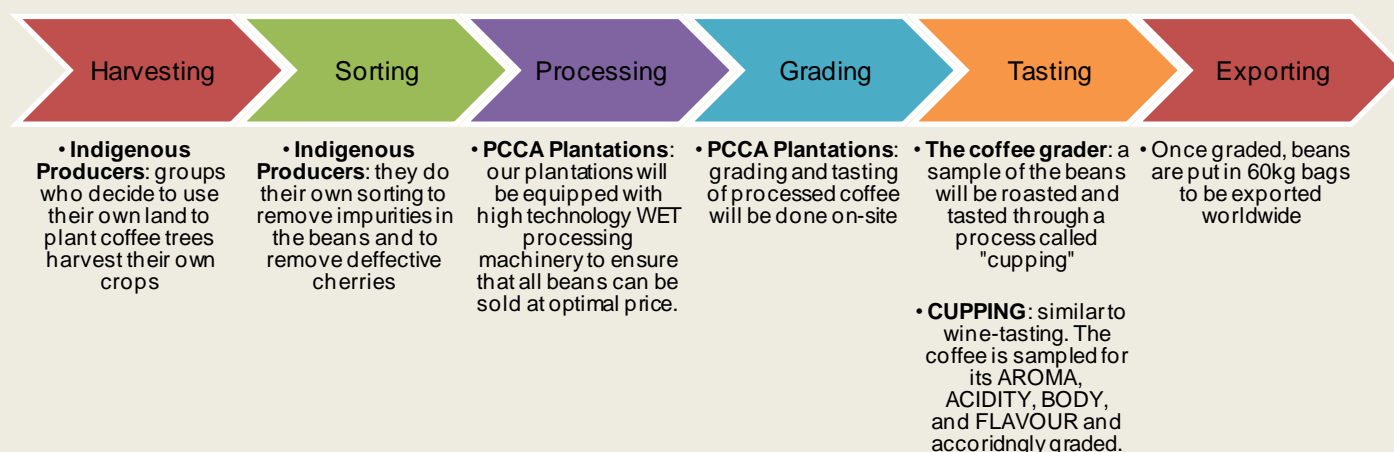 Harvesting
Sorting
Processing
Grading
Tasting
Exporting
• Indigenous
Producers: groups
who decide to use
their own land to
plant coffee trees
harvest their own
crops
• Indigenous
Producers: they do
their own sorting to
remove impurities in
the beans and to
remove deffective
cherries
• PCCA Plantations:
our plantations will
be equipped with
high technology WET
processing
machinery to ensure
that all beans can be
sold at optimal price.
• PCCA Plantations:
grading and tasting
of processed coffee
will be done on-site
• The coffee grader: a
sample of the beans
will be roasted and
tasted through a
process called
"cupping"
• CUPPING: similar to
wine-tasting. The
coffee is sampled for
its AROMA,
ACIDITY, BODY,
and FLAVOUR and
accoridngly graded.
• Once graded, beans
are put in 60kg bags
to be exported
worldwide